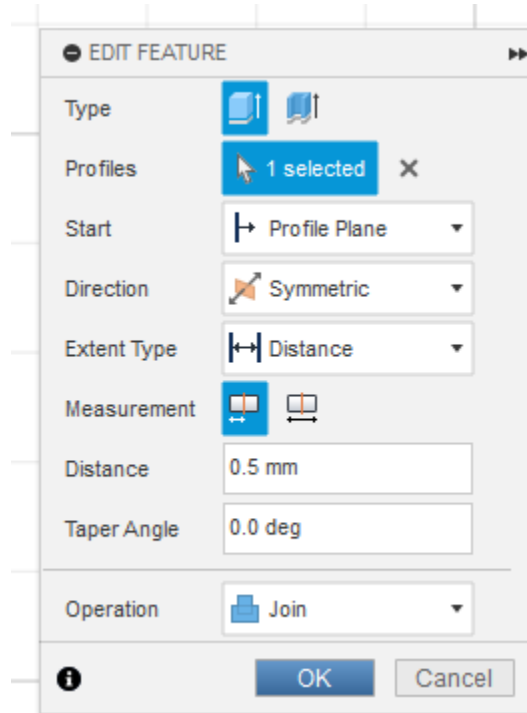 EDIT FEATURE
Type
Profiles 1 selected
Start Profile Plane
Direction Symmetric
Extent Type Distance
Measurement
Distance 0.5 mm
Taper Angle 0.0 deg
Operation Join
OK Cancel